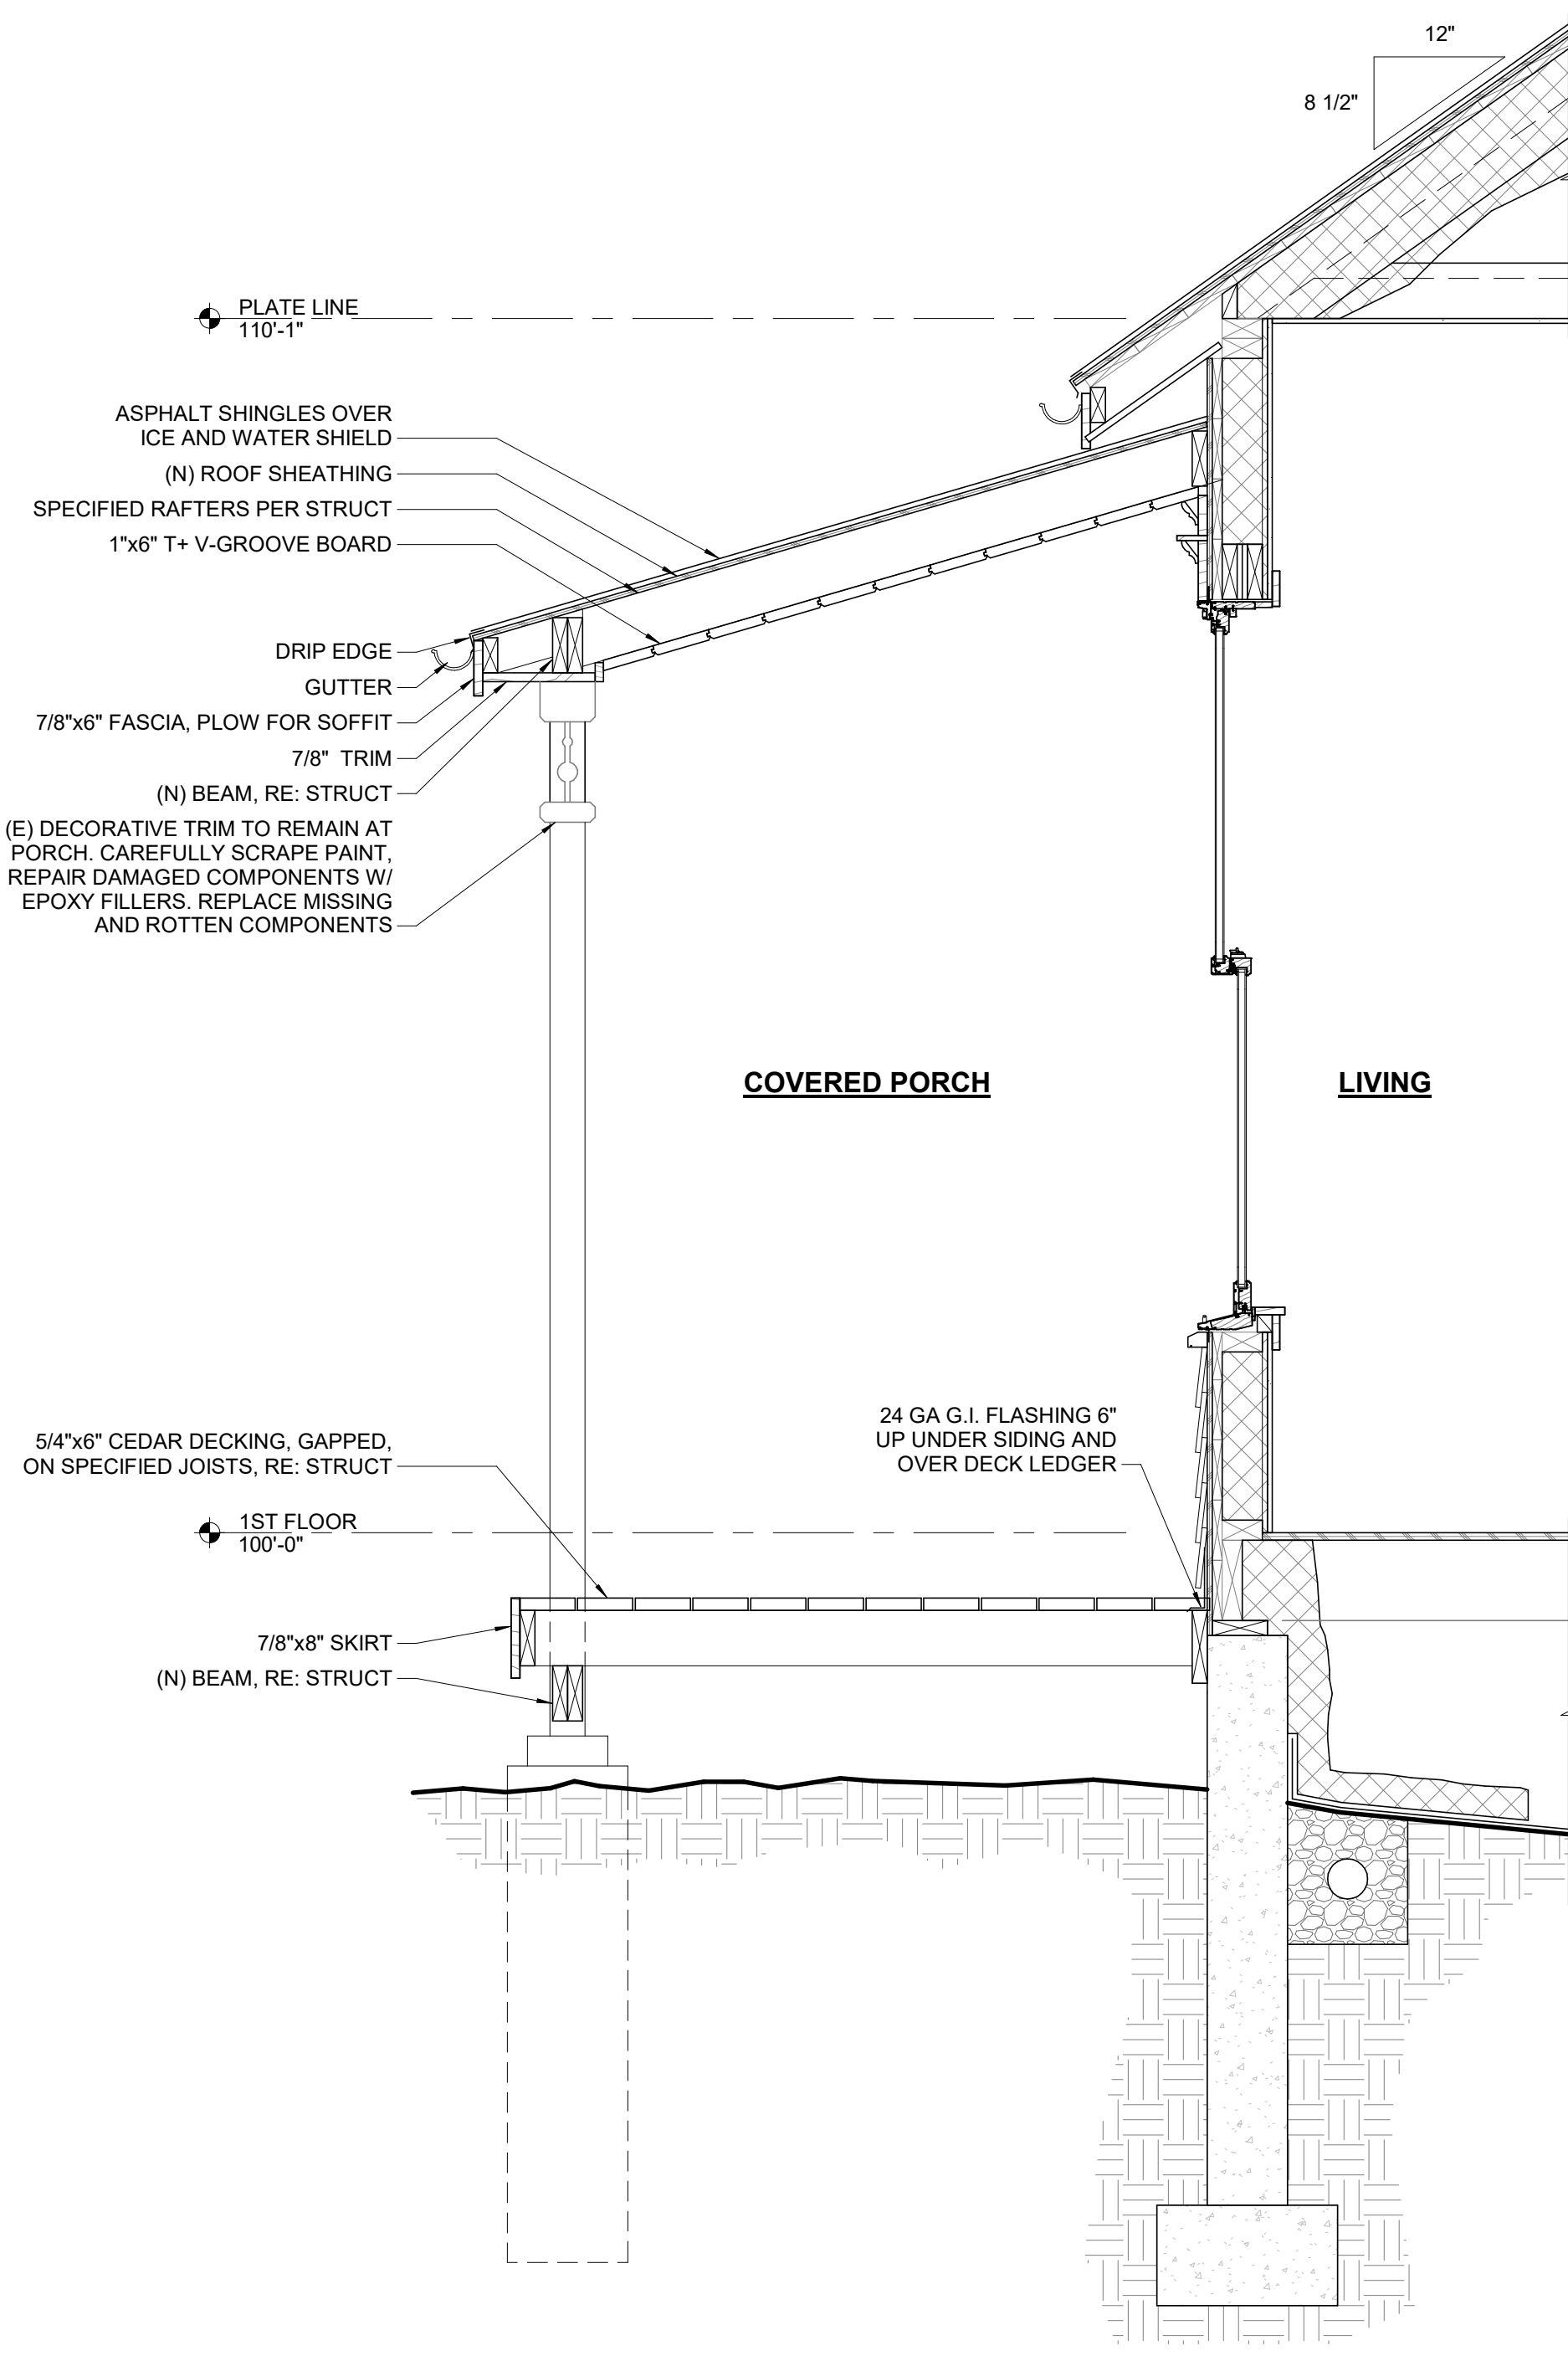 12"
8 1/2"
PLATE LINE
110'-1"
ASPHALT SHINGLES OVER
ICE AND WATER SHIELD
(N) ROOF SHEATHING
SPECIFIED RAFTERS PER STRUCT
1"x6" T+ V-GROOVE BOARD
DRIP EDGE
GUTTER
7/8"x6" FASCIA, PLOW FOR SOFFIT
7/8" TRIM
(N) BEAM, RE: STRUCT
(E) DECORATIVE TRIM TO REMAIN AT
PORCH. CAREFULLY SCRAPE PAINT,
REPAIR DAMAGED COMPONENTS W/
EPOXY FILLERS. REPLACE MISSING
AND ROTTEN COMPONENTS
COVERED PORCH
LIVING
24 GA G.I. FLASHING 6"
UP UNDER SIDING AND
OVER DECK LEDGER
5/4"x6" CEDAR DECKING, GAPPED,
ON SPECIFIED JOISTS, RE: STRUCT
1ST FLOOR
100'-0"
7/8"x8" SKIRT
(N) BEAM, RE: STRUCT